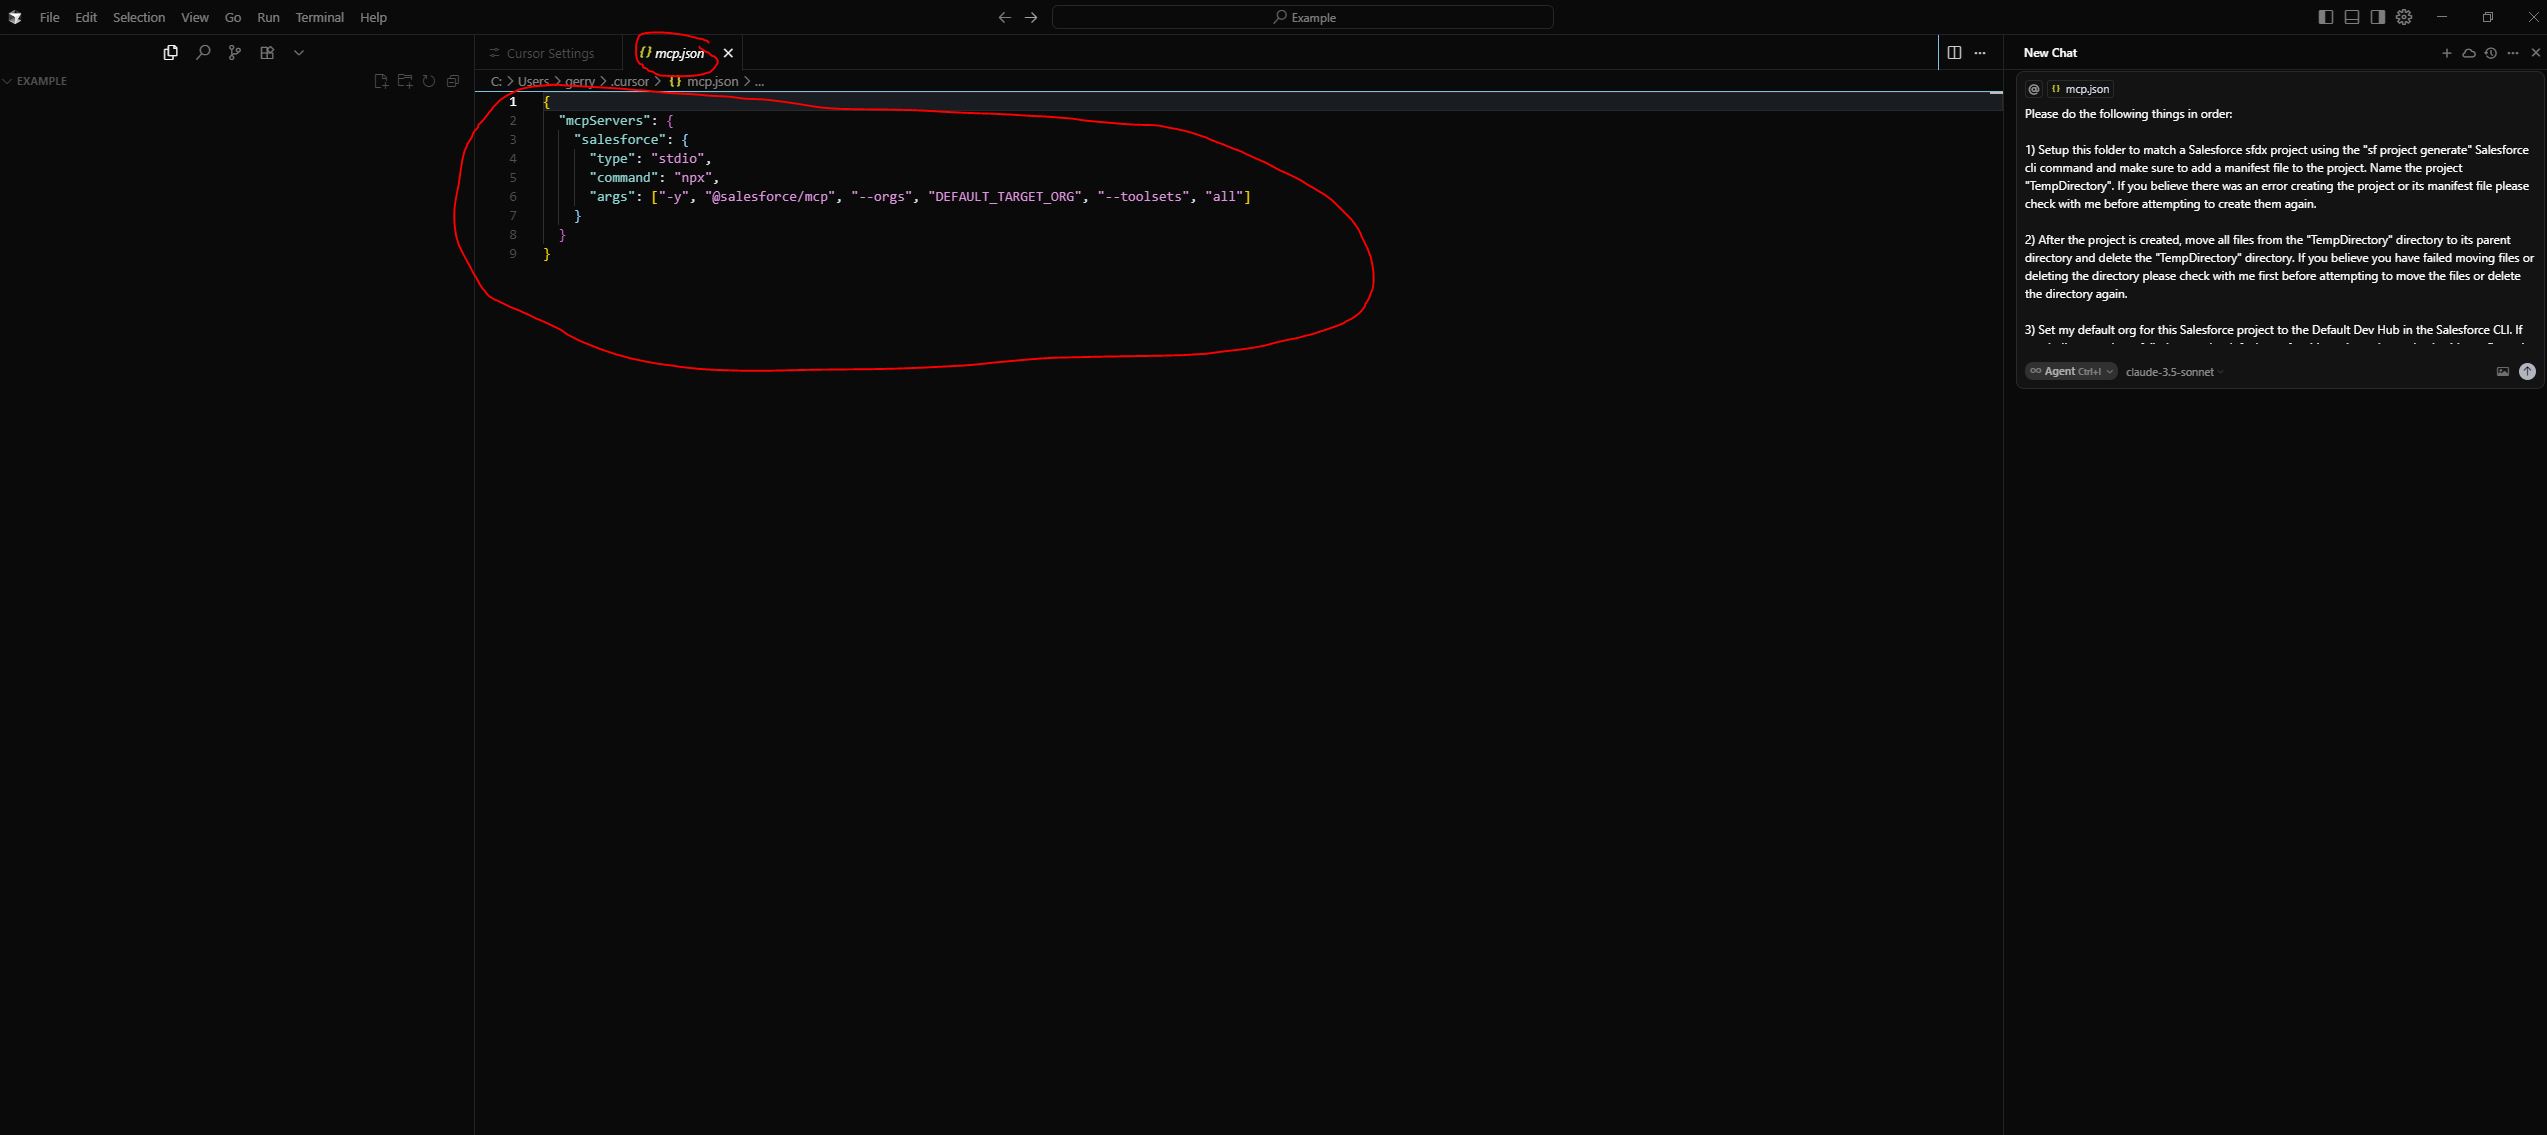 File Edit Selection View Go Run Terminal Help
Example
EXAMPLE
Cursor Settings
{} mcp.json
C: > Users > gerry > .cursor > {} mcp.json > ...
1 {
2 "mcpServers": {
3 "salesforce": {
4 "type": "stdio",
5 "command": "npx",
6 "args": ["-y", "@salesforce/mcp", "--orgs", "DEFAULT_TARGET_ORG", "--toolsets", "all"]
7 }
8 }
9 }
New Chat
@ {} mcp.json
Please do the following things in order:
1) Setup this folder to match a Salesforce sfdx project using the "sf project generate" Salesforce
cli command and make sure to add a manifest file to the project. Name the project
"TempDirectory". If you believe there was an error creating the project or its manifest file please
check with me before attempting to create them again.
2) After the project is created, move all files from the "TempDirectory" directory to its parent
directory and delete the "TempDirectory" directory. If you believe you have failed moving files or
deleting the directory please check with me first before attempting to move the files or delete
the directory again.
3) Set my default org for this Salesforce project to the Default Dev Hub in the Salesforce CLI. If
Agent Ctrl+I claude-3.5-sonnet